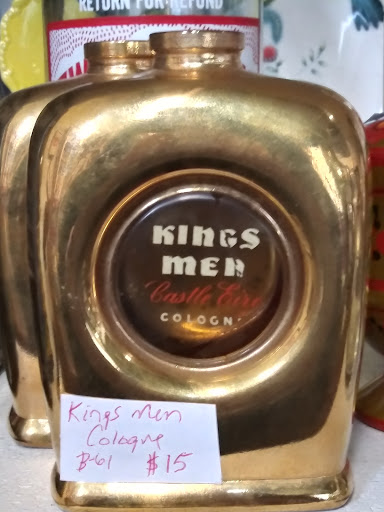 RETURN FOR REFUND
KINGS
MEN
Castle Eire
COLOGN
Kings Men
Cologne
B-61 $15